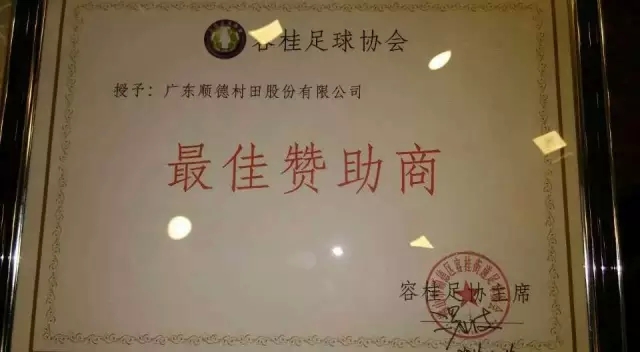 容桂足球协会
授予：广东顺德村田股份有限公司
最佳赞助商
容桂足协主席